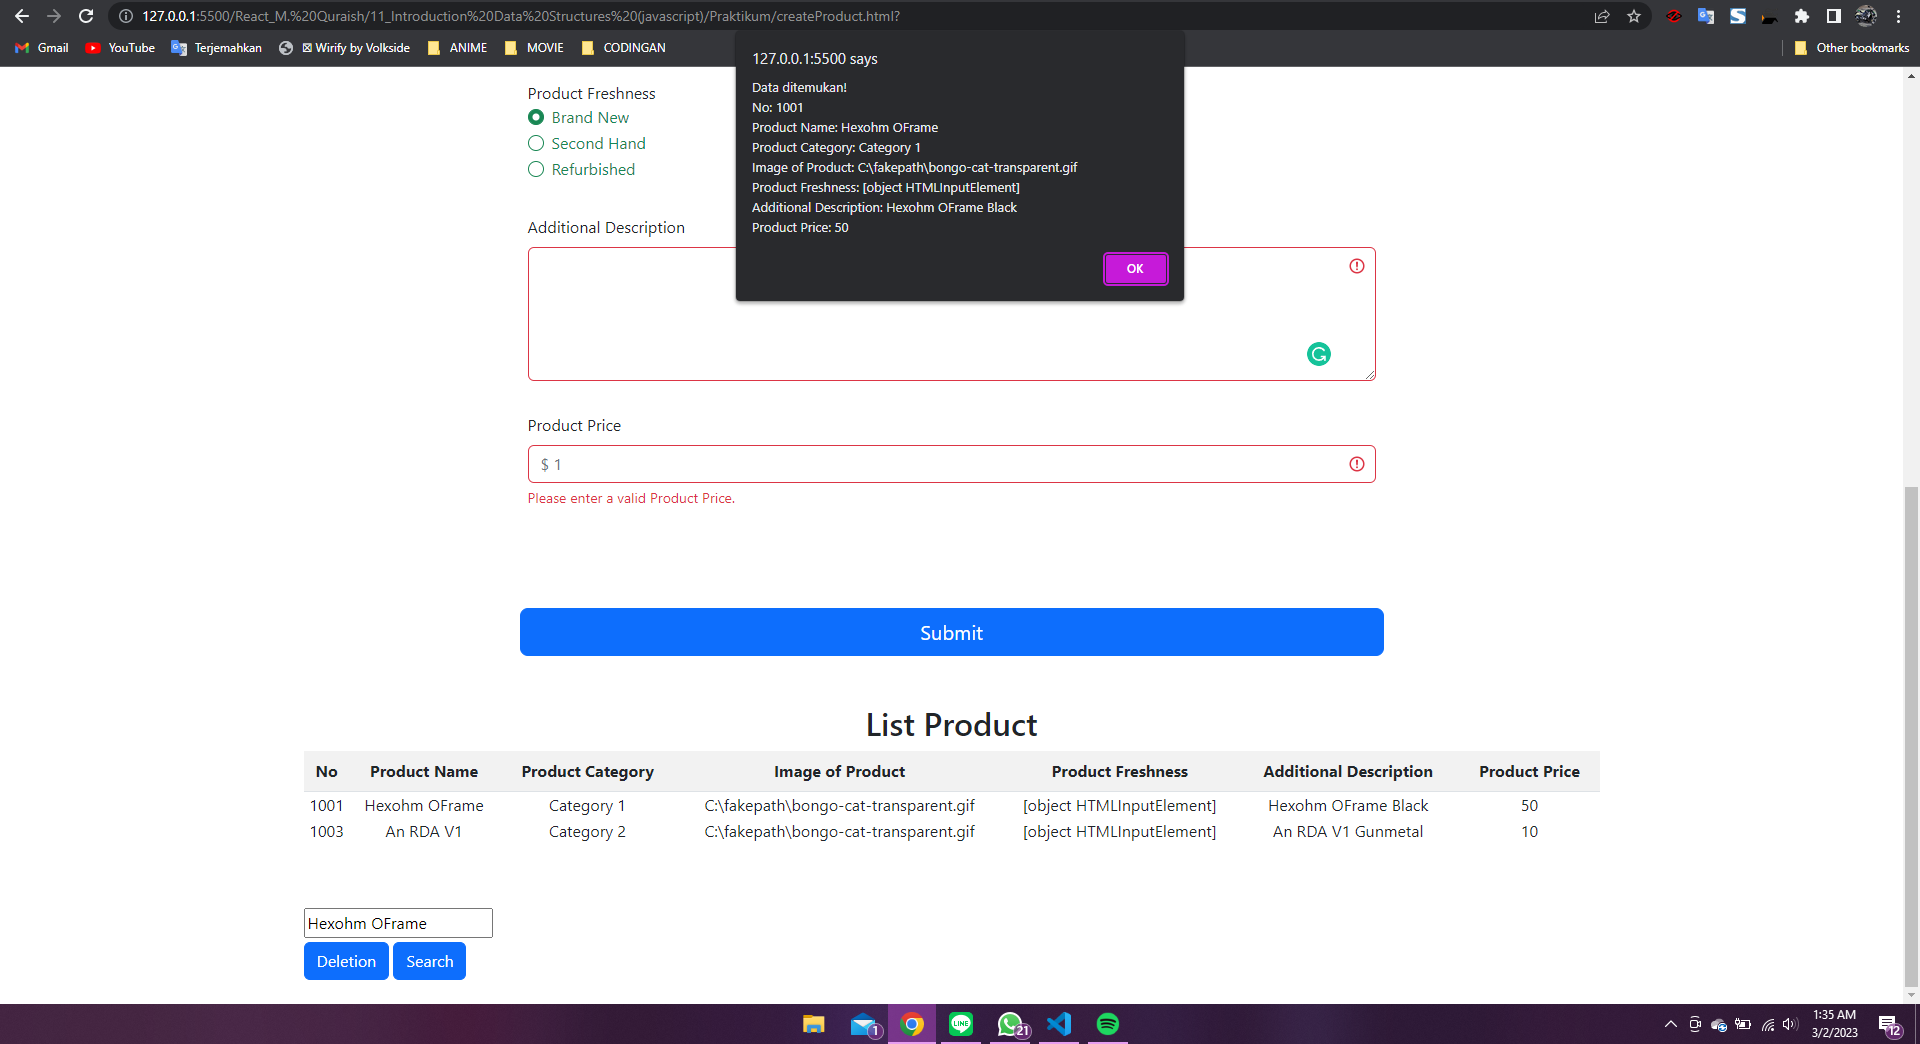 127.0.0.1:5500/React_M.%20Quraish/11_Introduction%20Data%20Structures%20(javascript)/Praktikum/createProduct.html?
Gmail YouTube Terjemahkan Wirify by Volkside ANIME MOVIE CODINGAN Other bookmarks
127.0.0.1:5500 says
Data ditemukan!
No: 1001
Product Name: Hexohm OFrame
Product Category: Category 1
Image of Product: C:\fakepath\bongo-cat-transparent.gif
Product Freshness: [object HTMLInputElement]
Additional Description: Hexohm OFrame Black
Product Price: 50
OK
Product Freshness
Brand New
Second Hand
Refurbished
Additional Description
Product Price
$ 1
Please enter a valid Product Price.
Submit
List Product
No Product Name Product Category Image of Product Product Freshness Additional Description Product Price
1001 Hexohm OFrame Category 1 C:\fakepath\bongo-cat-transparent.gif [object HTMLInputElement] Hexohm OFrame Black 50
1003 An RDA V1 Category 2 C:\fakepath\bongo-cat-transparent.gif [object HTMLInputElement] An RDA V1 Gunmetal 10
Hexohm OFrame
Deletion Search
1 LINE 21
1:35 AM
3/2/2023
12